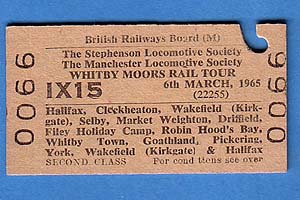 British Railways Board (M)
The Stephenson Locomotive Society
The Manchester Locomotive Society
WHITBY MOORS RAIL TOUR
1X15 6th MARCH, 1965
(22255)
Halifax, Cleckheaton, Wakefield (Kirk-
gate), Selby, Market Weighton, Driffield,
Filey Holiday Camp, Robin Hood's Bay,
Whitby Town, Goathland, Pickering,
York, Wakefield (Kirkgate) & Halifax
SECOND CLASS For conditions see over
0066
0066